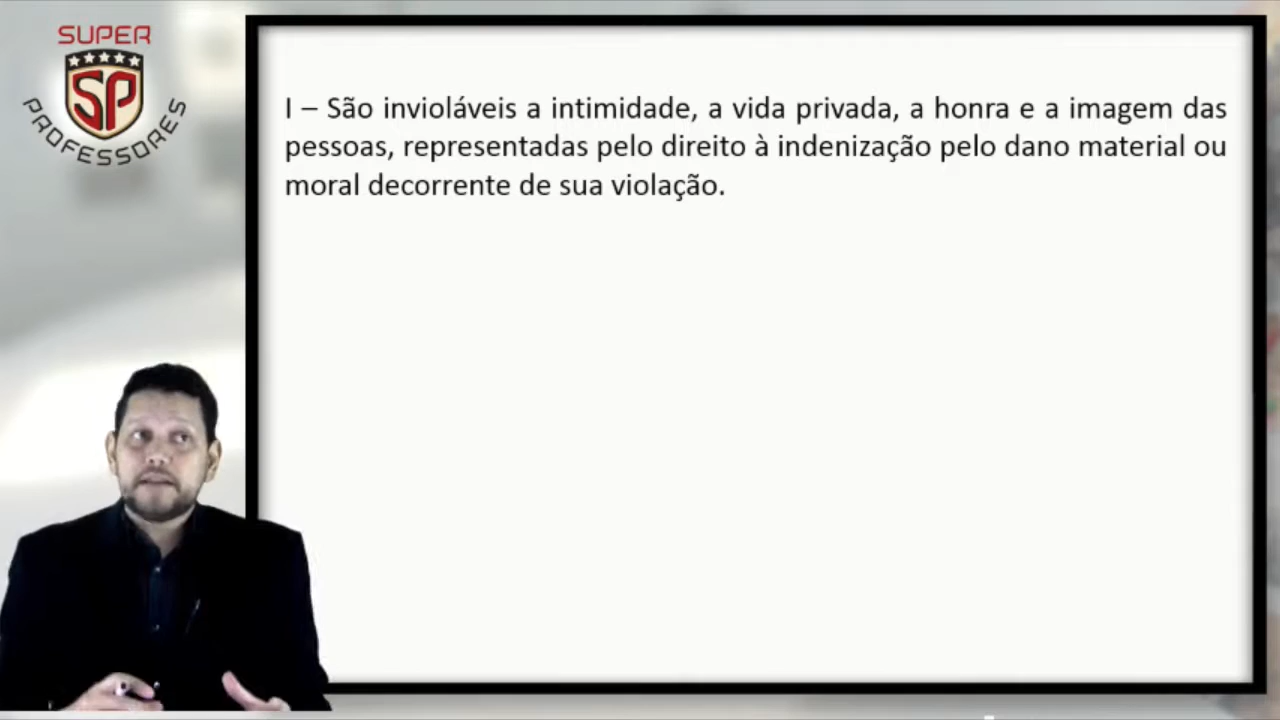 SUPER
SP
PROFESSORES
I – São invioláveis a intimidade, a vida privada, a honra e a imagem das
pessoas, representadas pelo direito à indenização pelo dano material ou
moral decorrente de sua violação.